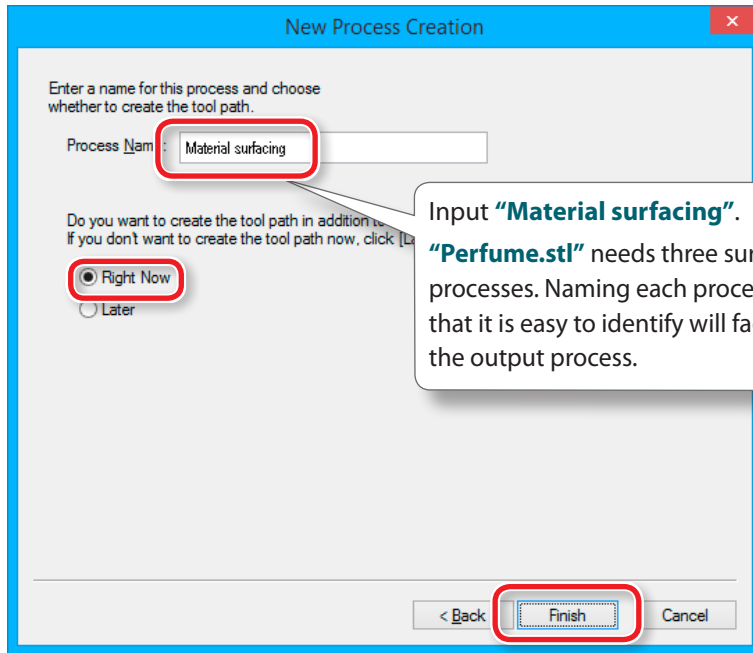 New Process Creation
Enter a name for this process and choose
whether to create the tool path.
Process Nam :
Material surfacing
Do you want to create the tool path in addition
If you don't want to create the tool path now, click
Right Now
Later
Input “Material surfacing”.
“Perfume.stl” needs three
processes. Naming each
that it is easy to identify will
the output process.
< Back
Finish
Cancel